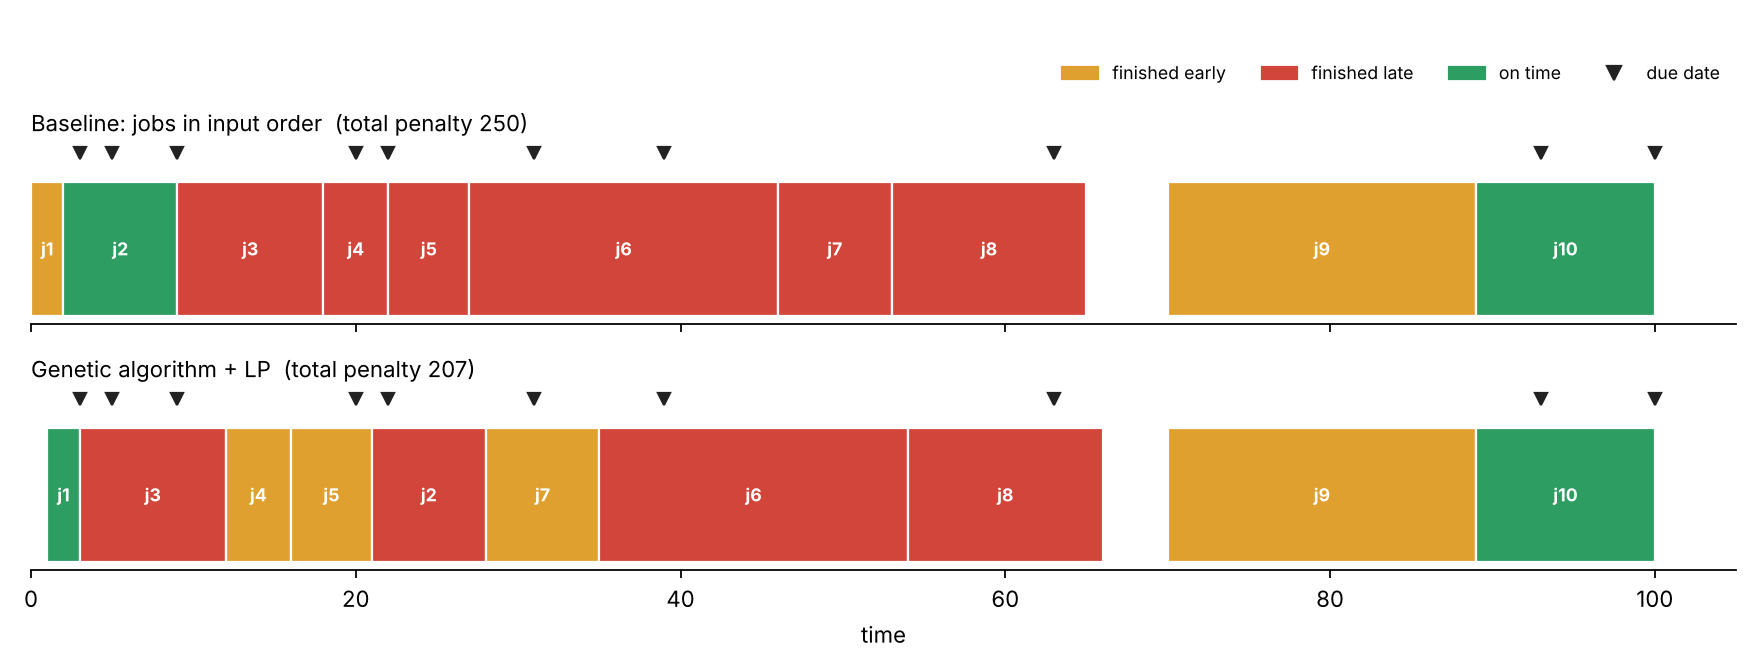 finished early finished late on time due date
Baseline: jobs in input order (total penalty 250)
j1 j2 j3 j4 j5 j6 j7 j8 j9 j10
Genetic algorithm + LP (total penalty 207)
j1 j3 j4 j5 j2 j7 j6 j8 j9 j10
0 20 40 60 80 100
time